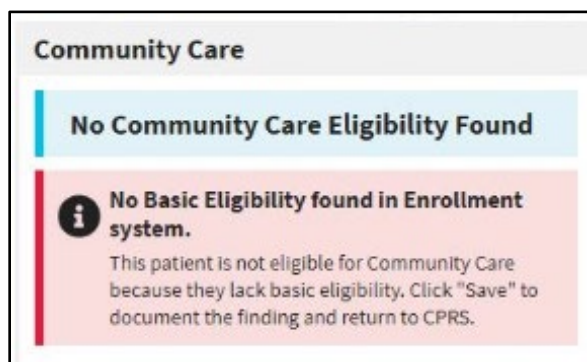 Community Care
No Community Care Eligibility Found
No Basic Eligibility found in Enrollment
system.
This patient is not eligible for Community Care
because they lack basic eligibility. Click "Save" to
document the finding and return to CPRS.